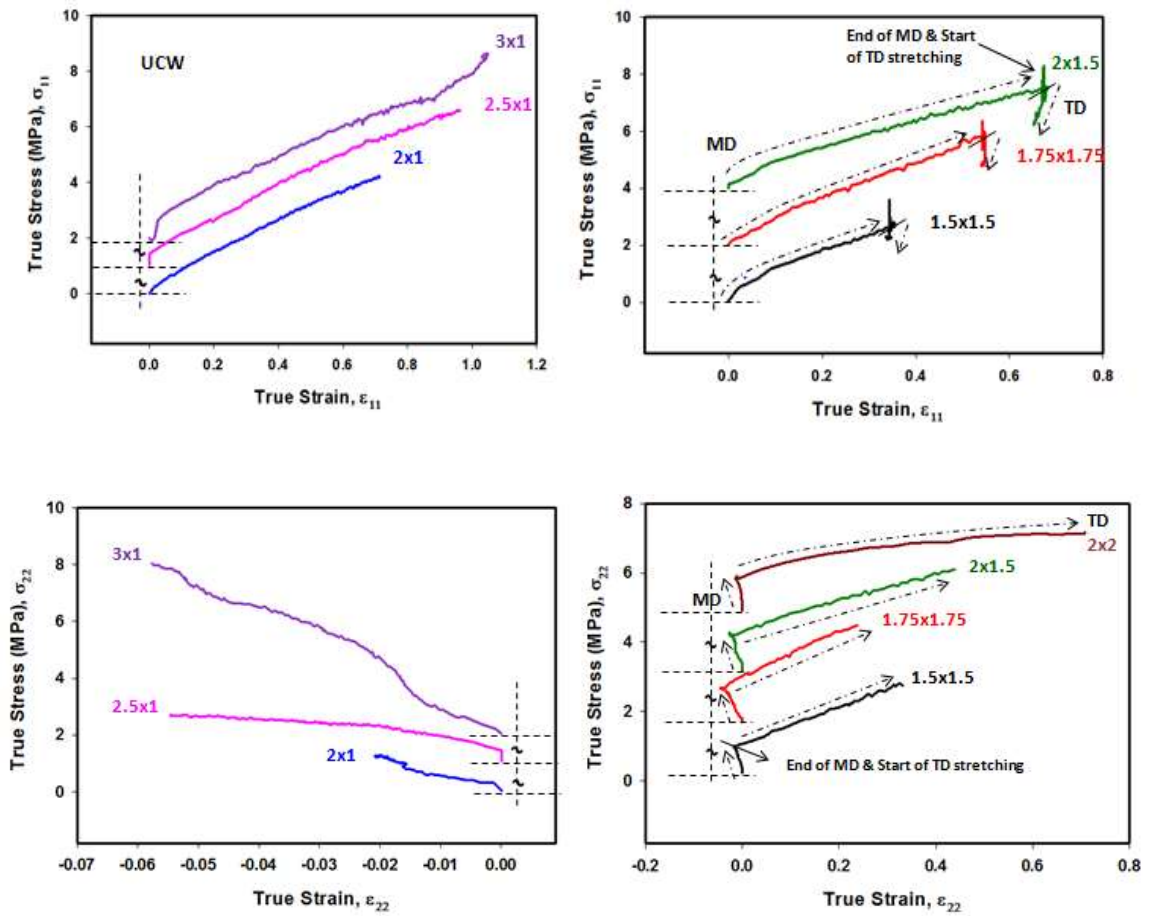 10
8
6
4
2
0
True Stress (MPa), σ11
UCW
3x1
2.5x1
2x1
0.0 0.2 0.4 0.6 0.8 1.0 1.2
True Strain, ε11
10
8
6
4
2
0
True Stress (MPa), σ11
End of MD & Start
of TD stretching
2x1.5
MD
TD
1.75x1.75
1.5x1.5
0.0 0.2 0.4 0.6 0.8
True Strain, ε11
10
8
6
4
2
0
True Stress (MPa), σ22
3x1
2.5x1
2x1
-0.07 -0.06 -0.05 -0.04 -0.03 -0.02 -0.01 0.00
True Strain, ε22
8
6
4
2
0
True Stress (MPa), σ22
TD
2x2
2x1.5
MD
1.75x1.75
1.5x1.5
End of MD & Start of TD stretching
-0.2 0.0 0.2 0.4 0.6 0.8
True Strain, ε22